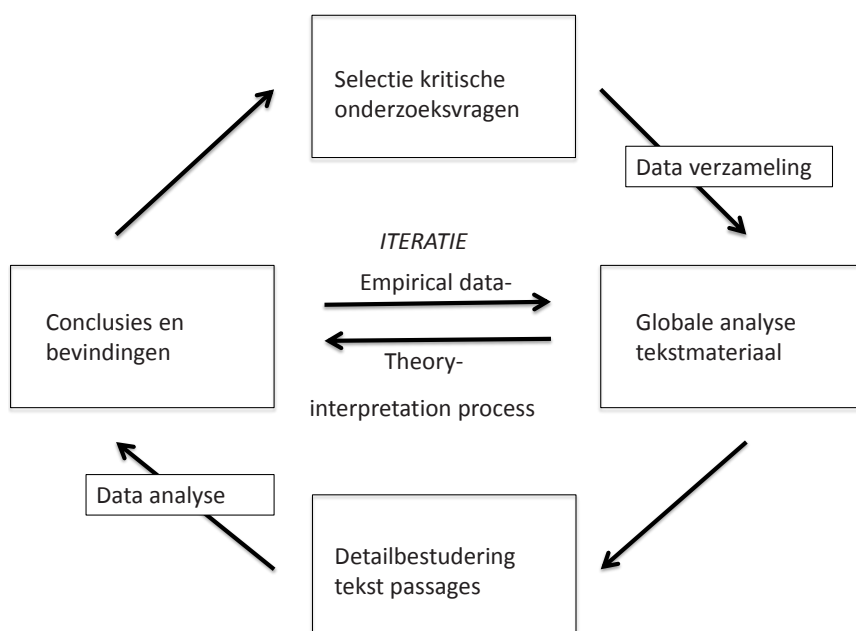 Selectie kritische
onderzoeksvragen
Data verzameling
ITERATIE
Empirical data-
Conclusies en
bevindingen
Globale analyse
tekstmateriaal
Theory-
interpretation process
Data analyse
Detailbestudering
tekst passages